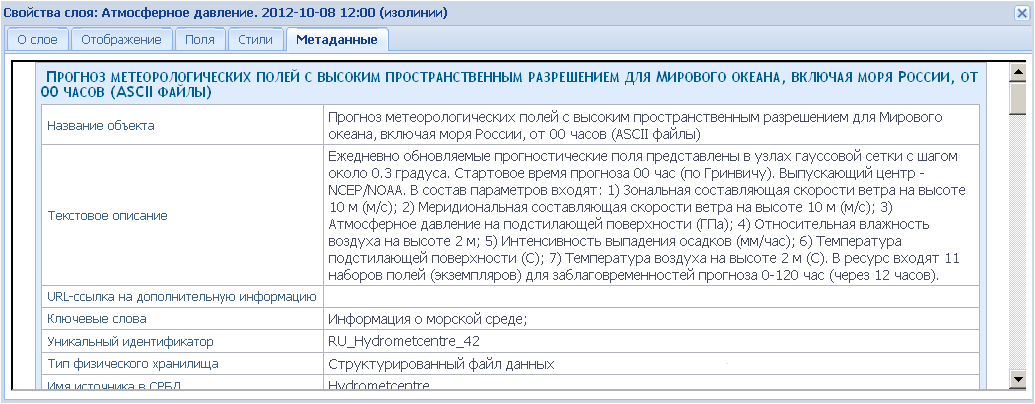 Свойства слоя: Атмосферное давление. 2012-10-08 12:00 (изолинии)
О слое
Отображение
Поля
Стили
Метаданные
Прогноз метеорологических полей с высоким пространственным разрешением для Мирового океана, включая моря России, от
00 часов (ASCII файлы)
Название объекта
Прогноз метеорологических полей с высоким пространственным разрешением для Мирового
океана, включая моря России, от 00 часов (ASCII файлы)
Текстовое описание
Ежедневно обновляемые прогностические поля представлены в узлах гауссовой сетки с шагом
около 0.3 градуса. Стартовое время прогноза 00 час (по Гринвичу). Выпускающий центр -
NCEP/NOAA. В состав параметров входят: 1) Зональная составляющая скорости ветра на высоте
10 м (м/с); 2) Меридиональная составляющая скорости ветра на высоте 10 м (м/с); 3)
Атмосферное давление на подстилающей поверхности (ГПа); 4) Относительная влажность
воздуха на высоте 2 м; 5) Интенсивность выпадения осадков (мм/час); 6) Температура
подстилающей поверхности (С); 7) Температура воздуха на высоте 2 м (С). В ресурс входят 11
наборов полей (экземпляров) для заблаговременностей прогноза 0-120 час (через 12 часов).
URL-ссылка на дополнительную информацию
Ключевые слова
Информация о морской среде;
Уникальный идентификатор
RU_Hydrometcentre_42
Тип физического хранилища
Структурированный файл данных
Имя источника в СРБД
Hydrometcentre